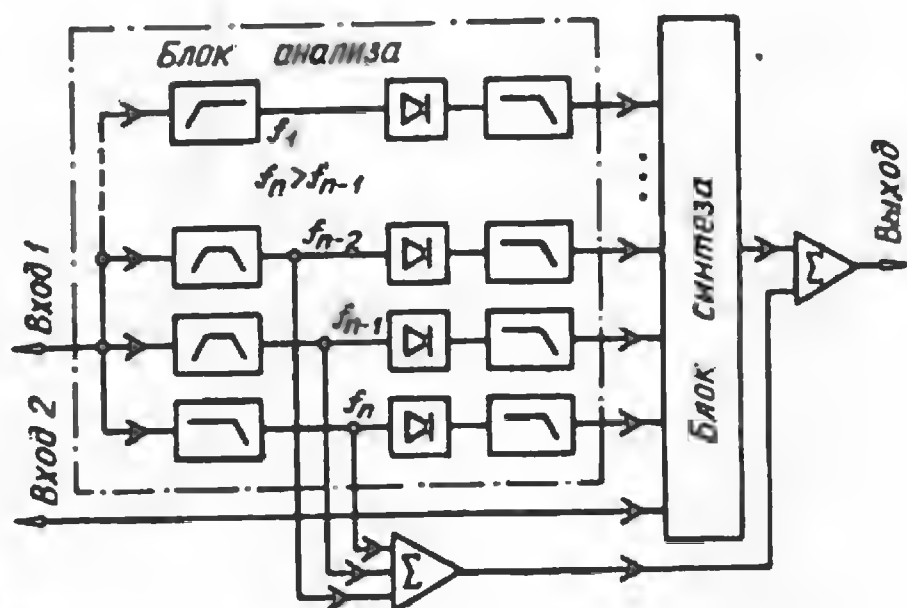 Блок анализа
f1
fn>fn-1
fn-2
fn-1
fn
Вход 1
Вход 2
Блок синтеза
Выход
Σ
Σ